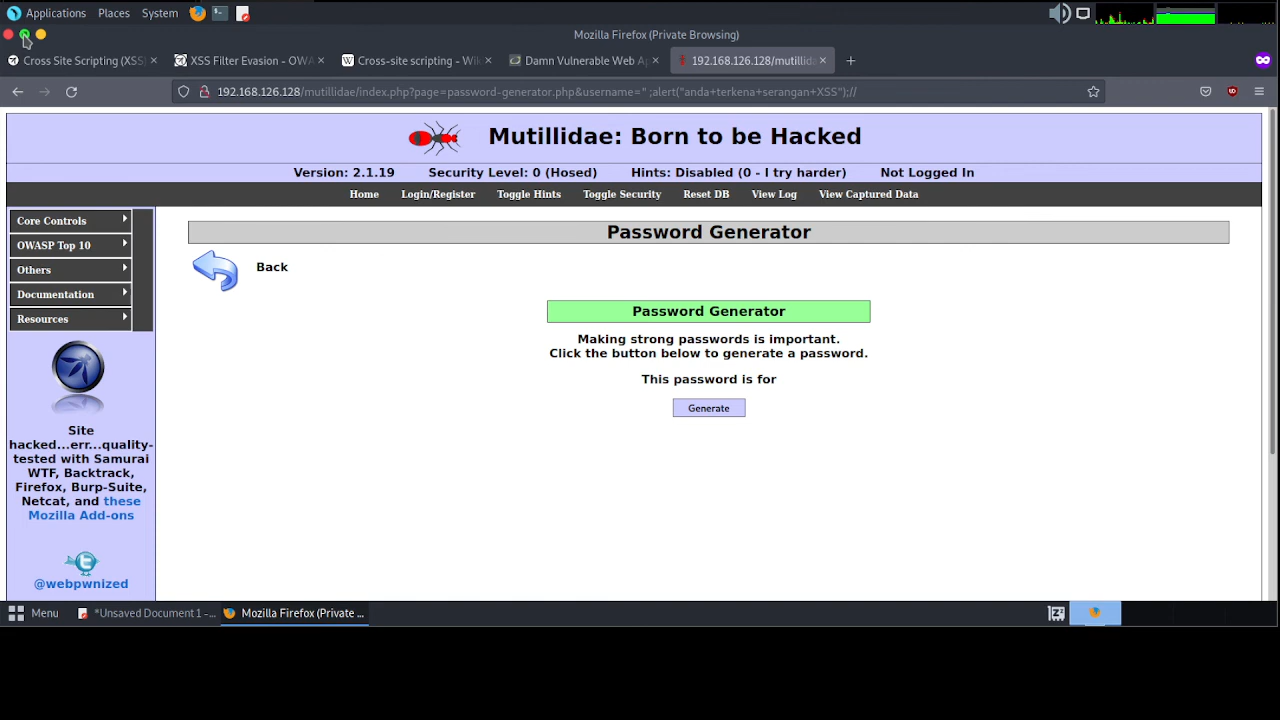 Applications Places System
Mozilla Firefox (Private Browsing)
Cross Site Scripting (XSS) ×
XSS Filter Evasion - OWA ×
Cross-site scripting - Wik ×
Damn Vulnerable Web Ap ×
192.168.126.128/mutillida ×
192.168.126.128/mutillidae/index.php?page=password-generator.php&username=" ;alert("anda+terkena+serangan+XSS");//
Mutillidae: Born to be Hacked
Version: 2.1.19 Security Level: 0 (Hosed) Hints: Disabled (0 - I try harder) Not Logged In
Home Login/Register Toggle Hints Toggle Security Reset DB View Log View Captured Data
Core Controls
OWASP Top 10
Others
Documentation
Resources
Site
hacked...err...quality-
tested with Samurai
WTF, Backtrack,
Firefox, Burp-Suite,
Netcat, and these
Mozilla Add-ons
@webpwnized
Password Generator
Back
Password Generator
Making strong passwords is important.
Click the button below to generate a password.
This password is for
Generate
Menu *Unsaved Document 1 -... Mozilla Firefox (Private ...